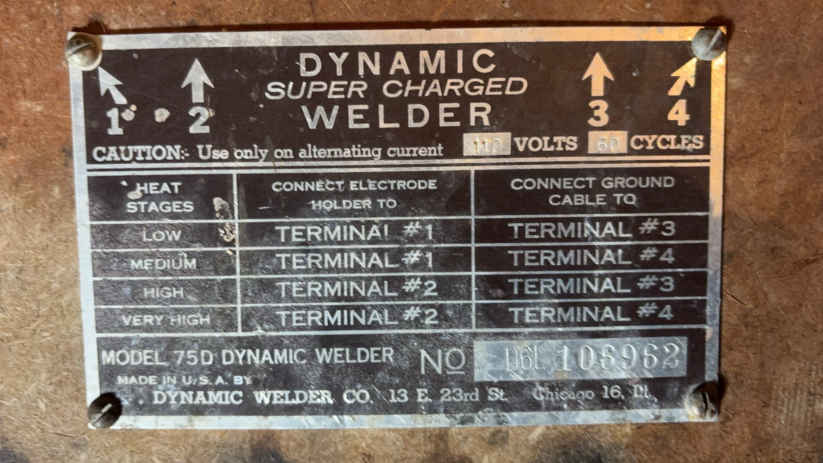 DYNAMIC
SUPER CHARGED
WELDER
1 2 3 4
CAUTION:- Use only on alternating current 110 VOLTS 60 CYCLES
HEAT STAGES CONNECT ELECTRODE HOLDER TO CONNECT GROUND CABLE TO
LOW TERMINAL #1 TERMINAL #3
MEDIUM TERMINAL #1 TERMINAL #4
HIGH TERMINAL #2 TERMINAL #3
VERY HIGH TERMINAL #2 TERMINAL #4
MODEL 75D DYNAMIC WELDER NO 106962
MADE IN U.S.A. BY
DYNAMIC WELDER CO. 13 E. 23rd St. Chicago 16, Ill.